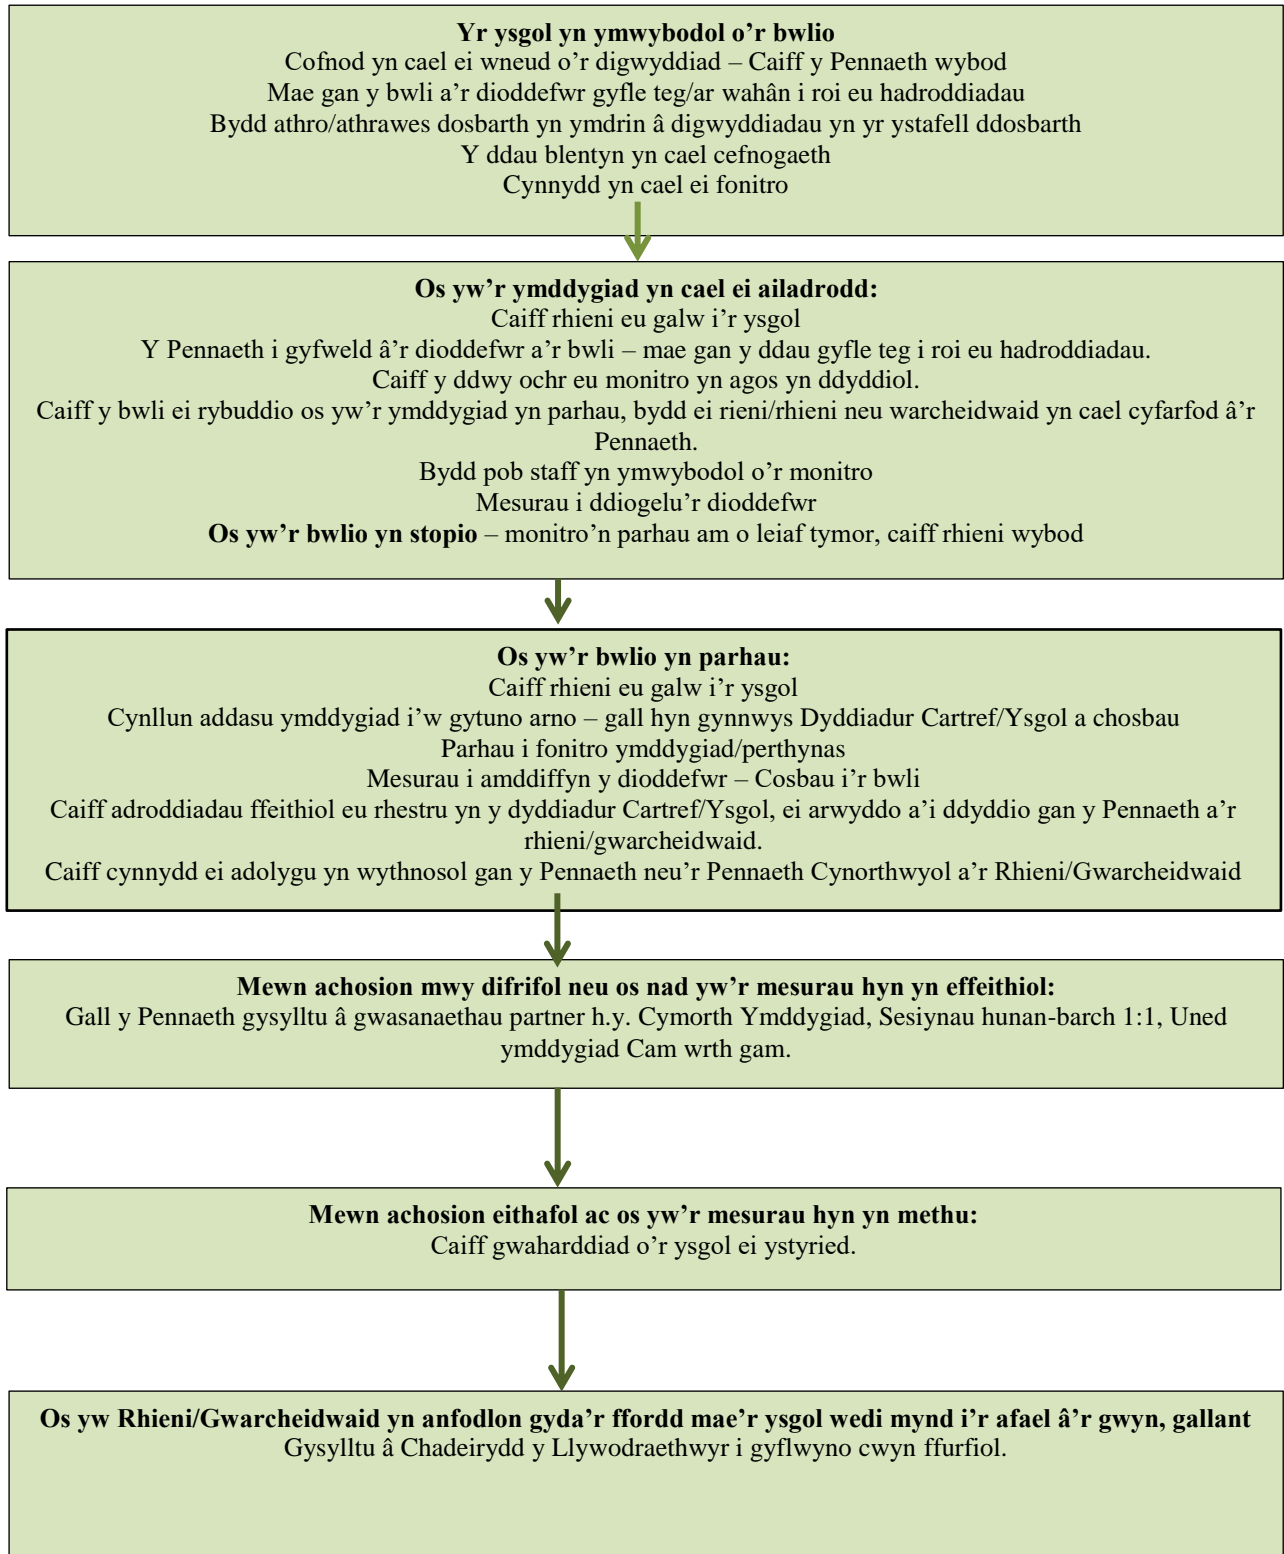 Yr ysgol yn ymwybodol o’r bwlio
Cofnod yn cael ei wneud o’r digwyddiad – Caiff y Pennaeth wybod
Mae gan y bwli a’r dioddefwr gyfle teg/ar wahân i roi eu hadroddiadau
Bydd athro/athrawes dosbarth yn ymdrin â digwyddiadau yn yr ystafell ddosbarth
Y ddau blentyn yn cael cefnogaeth
Cynnydd yn cael ei fonitro
Os yw’r ymddygiad yn cael ei ailadrodd:
Caiff rhieni eu galw i’r ysgol
Y Pennaeth i gyfweld â’r dioddefwr a’r bwli – mae gan y ddau gyfle teg i roi eu hadroddiadau.
Caiff y ddwy ochr eu monitro yn agos yn ddyddiol.
Caiff y bwli ei rybuddio os yw’r ymddygiad yn parhau, bydd ei rieni/rhieni neu warcheidwaid yn cael cyfarfod â’r
Pennaeth.
Bydd pob staff yn ymwybodol o’r monitro
Mesurau i ddiogelu’r dioddefwr
Os yw’r bwlio yn stopio – monitro’n parhau am o leiaf tymor, caiff rhieni wybod
Os yw’r bwlio yn parhau:
Caiff rhieni eu galw i’r ysgol
Cynllun addasu ymddygiad i’w gytuno arno – gall hyn gynnwys Dyddiadur Cartref/Ysgol a chosbau
Parhau i fonitro ymddygiad/perthynas
Mesurau i amddiffyn y dioddefwr – Cosbau i’r bwli
Caiff adroddiadau ffeithiol eu rhestru yn y dyddiadur Cartref/Ysgol, ei arwyddo a’i ddyddio gan y Pennaeth a’r
rhieni/gwarcheidwaid.
Caiff cynnydd ei adolygu yn wythnosol gan y Pennaeth neu’r Pennaeth Cynorthwyol a’r Rhieni/Gwarcheidwaid
Mewn achosion mwy difrifol neu os nad yw’r mesurau hyn yn effeithiol:
Gall y Pennaeth gysylltu â gwasanaethau partner h.y. Cymorth Ymddygiad, Sesiynau hunan-barch 1:1, Uned
ymddygiad Cam wrth gam.
Mewn achosion eithafol ac os yw’r mesurau hyn yn methu:
Caiff gwaharddiad o’r ysgol ei ystyried.
Os yw Rhieni/Gwarcheidwaid yn anfodlon gyda’r ffordd mae’r ysgol wedi mynd i’r afael â’r gwyn, gallant
Gysylltu â Chadeirydd y Llywodraethwyr i gyflwyno cwyn ffurfiol.